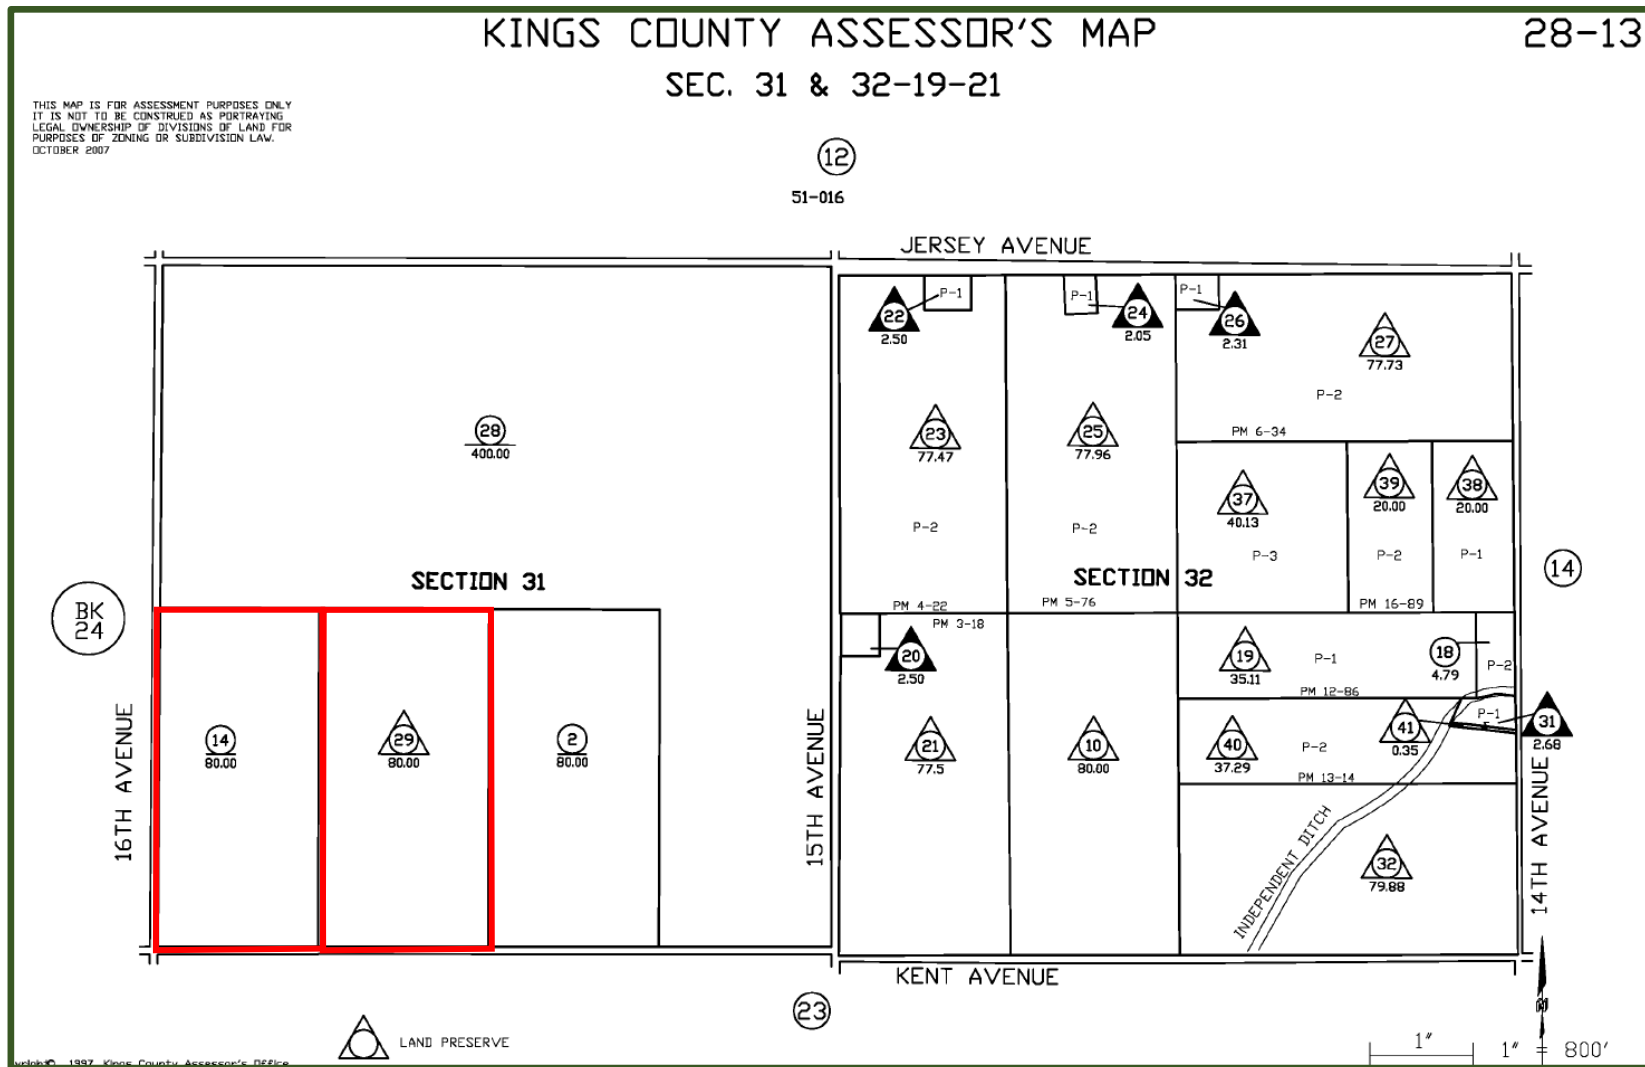 KINGS COUNTY ASSESSOR'S MAP
28-13
SEC. 31 & 32-19-21
THIS MAP IS FOR ASSESSMENT PURPOSES ONLY
IT IS NOT TO BE CONSTRUED AS PORTRAYING
LEGAL OWNERSHIP OF DIVISIONS OF LAND FOR
PURPOSES OF ZONING OR SUBDIVISION LAW.
OCTOBER 2007
12
51-016
JERSEY AVENUE
P-1
22
2.50
P-1
24
2.05
P-1
26
2.31
27
77.73
P-2
PM 6-34
28
400.00
23
77.47
25
77.96
37
40.13
39
20.00
38
20.00
P-2
P-2
P-3
P-2
P-1
SECTION 31
SECTION 32
14
PM 4-22
PM 5-76
PM 16-89
BK
24
PM 3-18
20
2.50
19
35.11
P-1
18
4.79
P-2
PM 12-86
16TH AVENUE
14
80.00
29
80.00
2
80.00
15TH AVENUE
21
77.5
10
80.00
40
37.29
P-2
41
0.35
P-1
31
2.68
PM 13-14
INDEPENDENT DITCH
32
79.88
14TH AVENUE
KENT AVENUE
23
LAND PRESERVE
1997, Kings County Assessor's Office
1"
1" = 800'